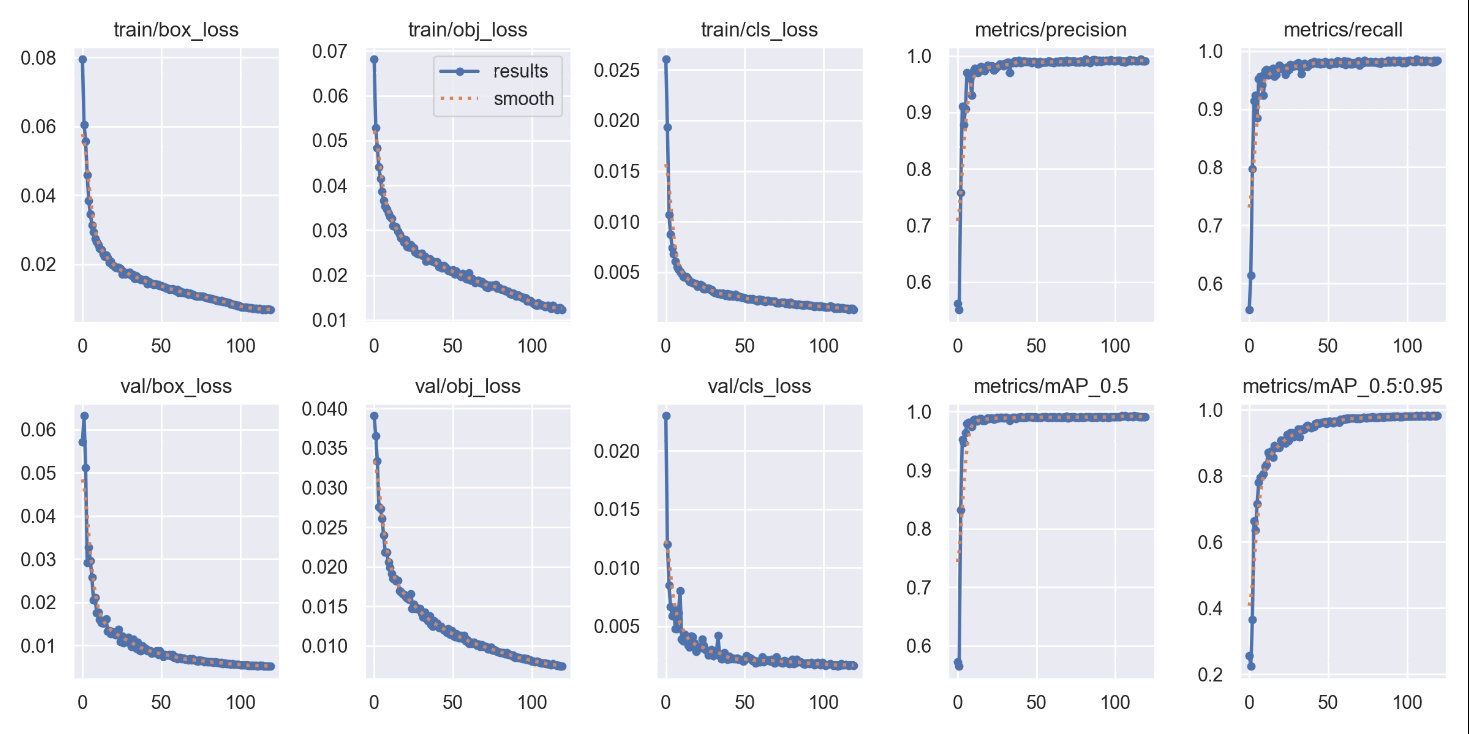 train/box_loss
0.08
0.06
0.04
0.02
0 50 100
train/obj_loss
results
smooth
0.07
0.06
0.05
0.04
0.03
0.02
0.01
0 50 100
train/cls_loss
0.025
0.020
0.015
0.010
0.005
0 50 100
metrics/precision
1.0
0.9
0.8
0.7
0.6
0 50 100
metrics/recall
1.0
0.9
0.8
0.7
0.6
0 50 100
val/box_loss
0.06
0.05
0.04
0.03
0.02
0.01
0 50 100
val/obj_loss
0.040
0.035
0.030
0.025
0.020
0.015
0.010
0 50 100
val/cls_loss
0.020
0.015
0.010
0.005
0 50 100
metrics/mAP_0.5
1.0
0.9
0.8
0.7
0.6
0 50 100
metrics/mAP_0.5:0.95
1.0
0.8
0.6
0.4
0.2
0 50 100